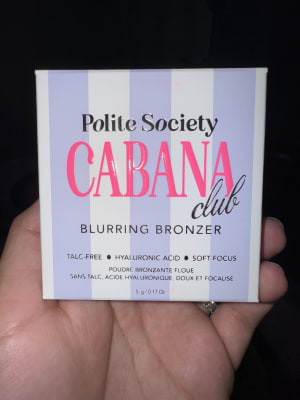 Polite Society
CABANA
club
BLURRING BRONZER
TALC-FREE ● HYALURONIC ACID ● SOFT FOCUS
POUDRE BRONZANTE FLOUE
SANS TALC, ACIDE HYALURONIQUE, DOUX ET FOCALISE
5 g / 0.17 Oz